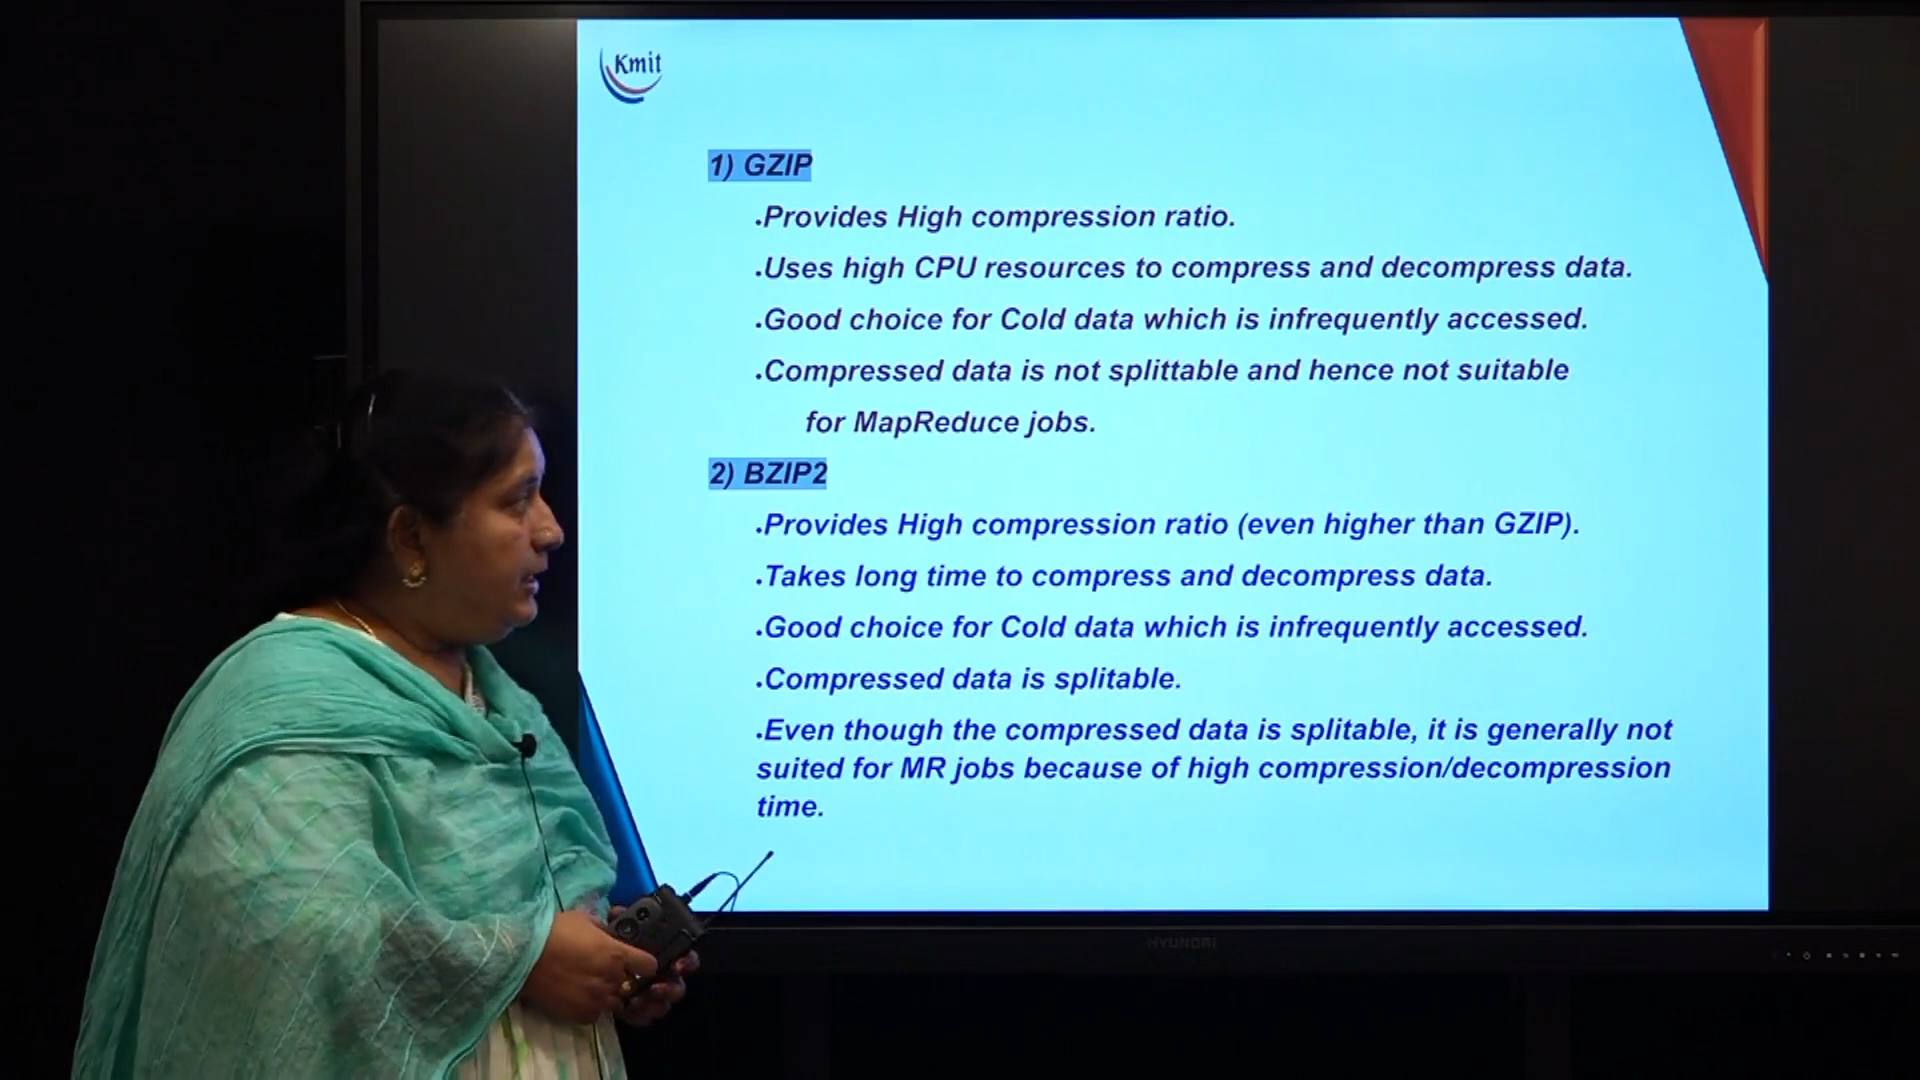 Kmit
1) GZIP
.Provides High compression ratio.
.Uses high CPU resources to compress and decompress data.
.Good choice for Cold data which is infrequently accessed.
.Compressed data is not splittable and hence not suitable
for MapReduce jobs.
2) BZIP2
.Provides High compression ratio (even higher than GZIP).
.Takes long time to compress and decompress data.
.Good choice for Cold data which is infrequently accessed.
.Compressed data is splitable.
.Even though the compressed data is splitable, it is generally not
suited for MR jobs because of high compression/decompression
time.
HYUNDAI